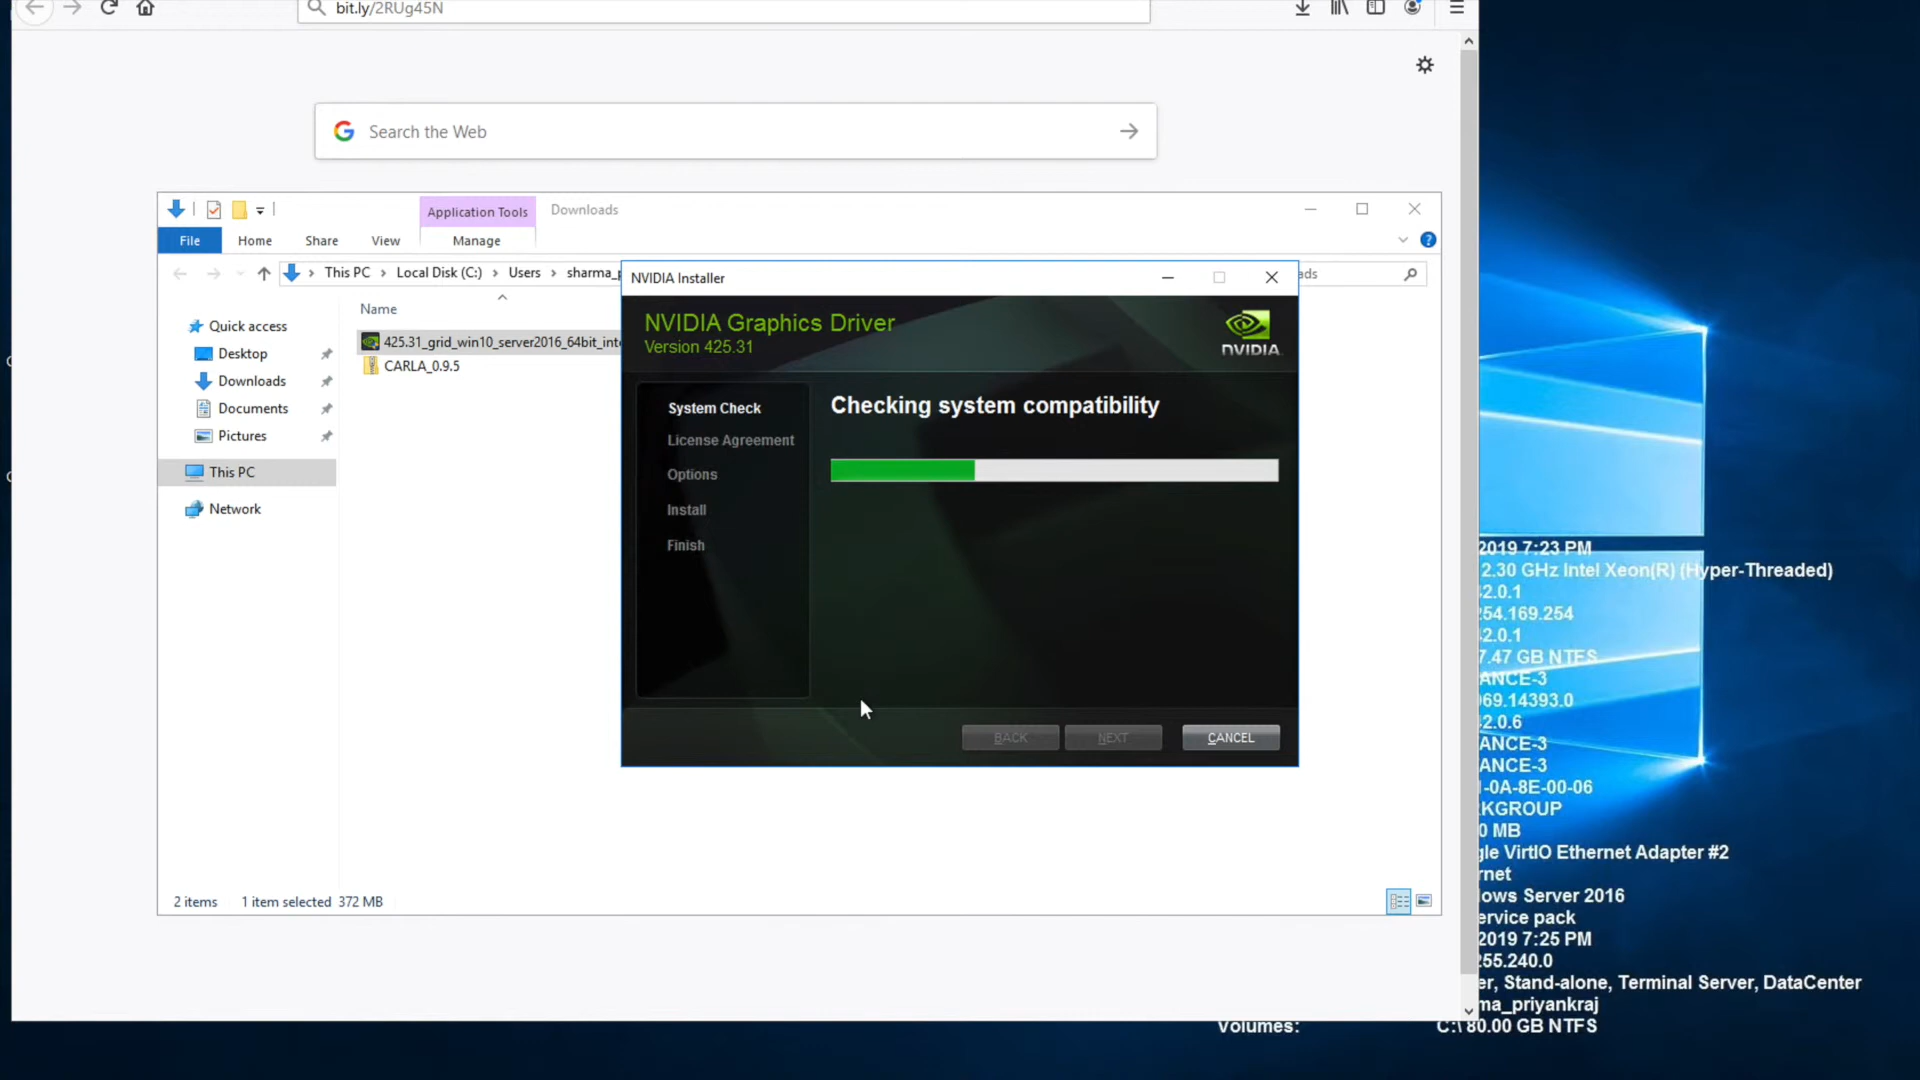 bit.ly/2RUg45N
Search the Web
Application Tools
Downloads
File
Home
Share
View
Manage
This PC
Local Disk (C:)
Users
NVIDIA Installer
NVIDIA Graphics Driver
Version 425.31
NVIDIA.
Name
425.31_grid_win10_server2016_64bit_inte
CARLA_0.9.5
Quick access
Desktop
Downloads
Documents
Pictures
This PC
Network
System Check
License Agreement
Options
Install
Finish
Checking system compatibility
BACK
NEXT
CANCEL
2 items
1 item selected 372 MB
2019 7:23 PM
2.30 GHz Intel Xeon(R) (Hyper-Threaded)
2.0.1
54.169.254
2.0.1
7.47 GB NTFS
ANCE-3
69.14393.0
2.0.6
ANCE-3
ANCE-3
-0A-8E-00-06
KGROUP
0 MB
gle VirtIO Ethernet Adapter #2
rnet
lows Server 2016
ervice pack
2019 7:25 PM
255.240.0
er, Stand-alone, Terminal Server, DataCenter
ma_priyankraj
Volumes: C:\ 80.00 GB NTFS